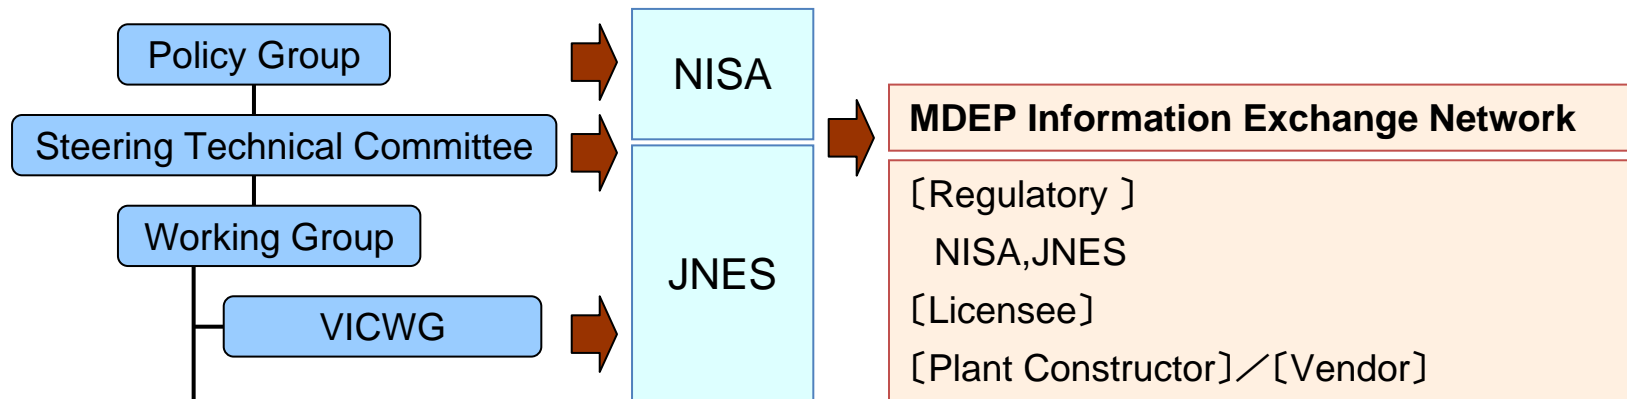 Policy Group
Steering Technical Committee
Working Group
VICWG
NISA
JNES
MDEP Information Exchange Network
〔Regulatory 〕
NISA,JNES
〔Licensee〕
〔Plant Constructor〕／〔Vendor〕